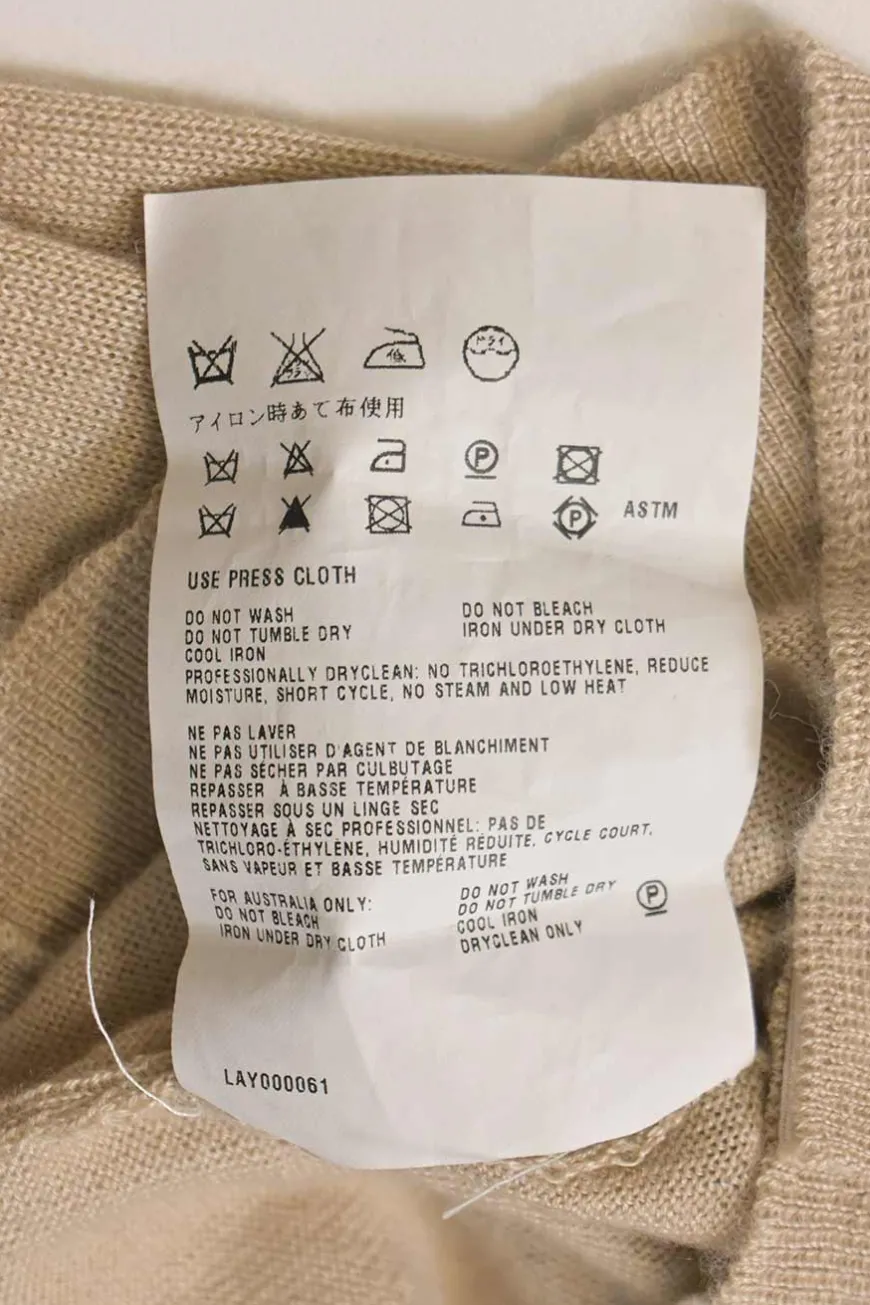 低
ドライ
アイロン時あて布使用
P
P ASTM
USE PRESS CLOTH
DO NOT WASH DO NOT BLEACH
DO NOT TUMBLE DRY IRON UNDER DRY CLOTH
COOL IRON
PROFESSIONALLY DRYCLEAN: NO TRICHLOROETHYLENE, REDUCE
MOISTURE, SHORT CYCLE, NO STEAM AND LOW HEAT
NE PAS LAVER
NE PAS UTILISER D'AGENT DE BLANCHIMENT
NE PAS SÉCHER PAR CULBUTAGE
REPASSER À BASSE TEMPÉRATURE
REPASSER SOUS UN LINGE SEC
NETTOYAGE À SEC PROFESSIONNEL: PAS DE
TRICHLORO-ÉTHYLÈNE, HUMIDITÉ RÉDUITE, CYCLE COURT,
SANS VAPEUR ET BASSE TEMPÉRATURE
FOR AUSTRALIA ONLY:
DO NOT BLEACH
IRON UNDER DRY CLOTH
DO NOT WASH
DO NOT TUMBLE DRY
COOL IRON
DRYCLEAN ONLY
P
LAY000061